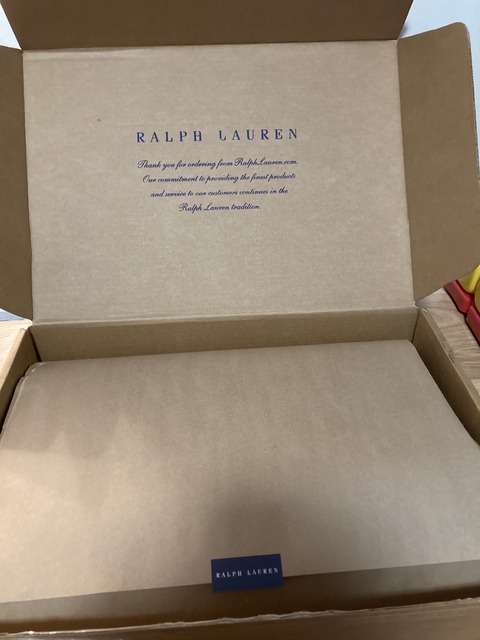 RALPH LAUREN
Thank you for ordering from RalphLauren.com.
Our commitment to providing the finest products
and service to our customers continues in the
Ralph Lauren tradition.
RALPH LAUREN